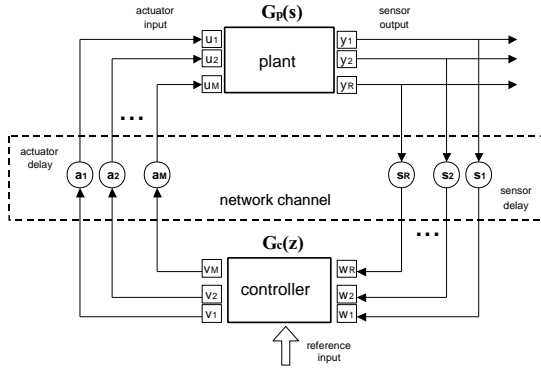 Gp(s)
actuator
input
sensor
output
u1
u2
uM
plant
y1
y2
yR
...
actuator
delay
a1
a2
aM
sR
s2
s1
network channel
sensor
delay
...
Gc(z)
vM
v2
v1
controller
wR
w2
w1
reference
input